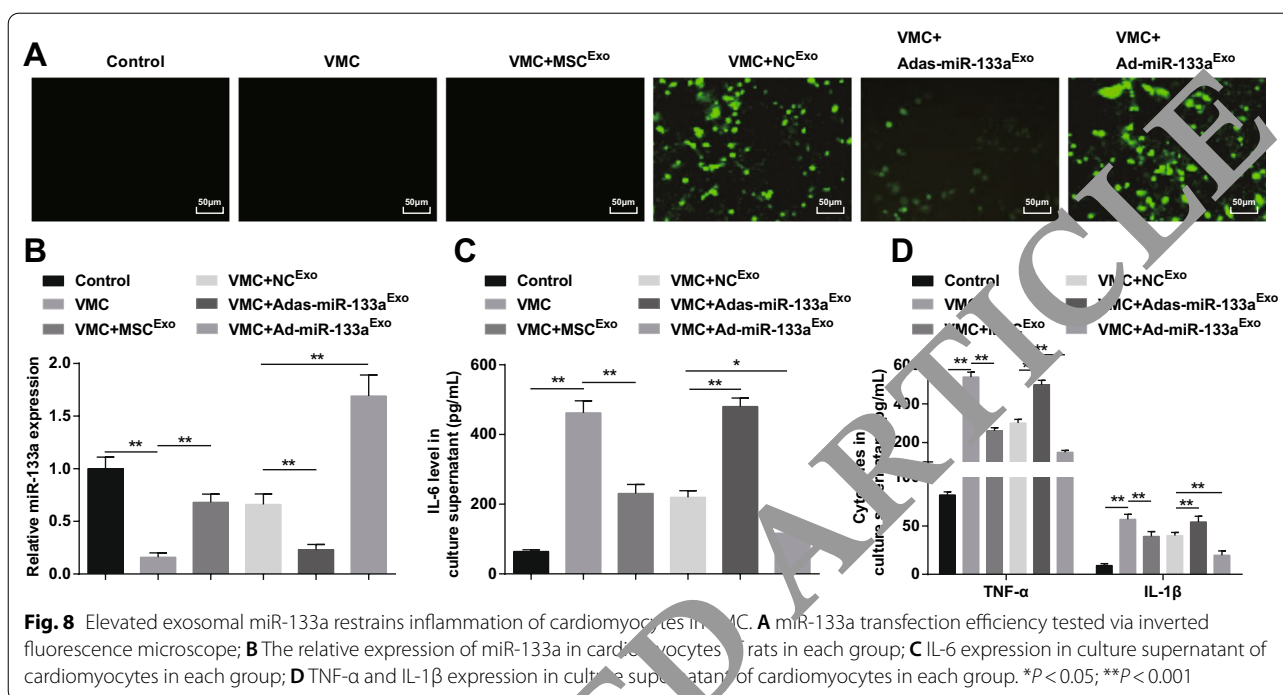 A
Control
VMC
VMC+MSC^Exo
VMC+NC^Exo
VMC+
Adas-miR-133a^Exo
VMC+
Ad-miR-133a^Exo
50μm
50μm
50μm
50μm
50μm
50μm
B
Control
VMC
VMC+MSC^Exo
VMC+NC^Exo
VMC+Adas-miR-133a^Exo
VMC+Ad-miR-133a^Exo
Relative miR-133a expression
2.0
1.5
1.0
0.5
0.0
**
**
**
**
C
Control
VMC
VMC+MSC^Exo
VMC+NC^Exo
VMC+Adas-miR-133a^Exo
VMC+Ad-miR-133a^Exo
IL-6 level in
culture supernatant (pg/mL)
600
400
200
0
**
**
*
**
D
Control
VMC+NC^Exo
VMC+Adas-miR-133a^Exo
VMC+Ad-miR-133a^Exo
in
culture
400
200
50
0
**
**
**
**
**
**
**
TNF-α
IL-1β
Fig. 8 Elevated exosomal miR-133a restrains inflammation of cardiomyocytes in VMC. A miR-133a transfection efficiency tested via inverted
fluorescence microscope; B The relative expression of miR-133a in cardiomyocytes of rats in each group; C IL-6 expression in culture supernatant of
cardiomyocytes in each group; D TNF-α and IL-1β expression in culture supernatant of cardiomyocytes in each group. *P < 0.05; **P < 0.001
ARTICLE